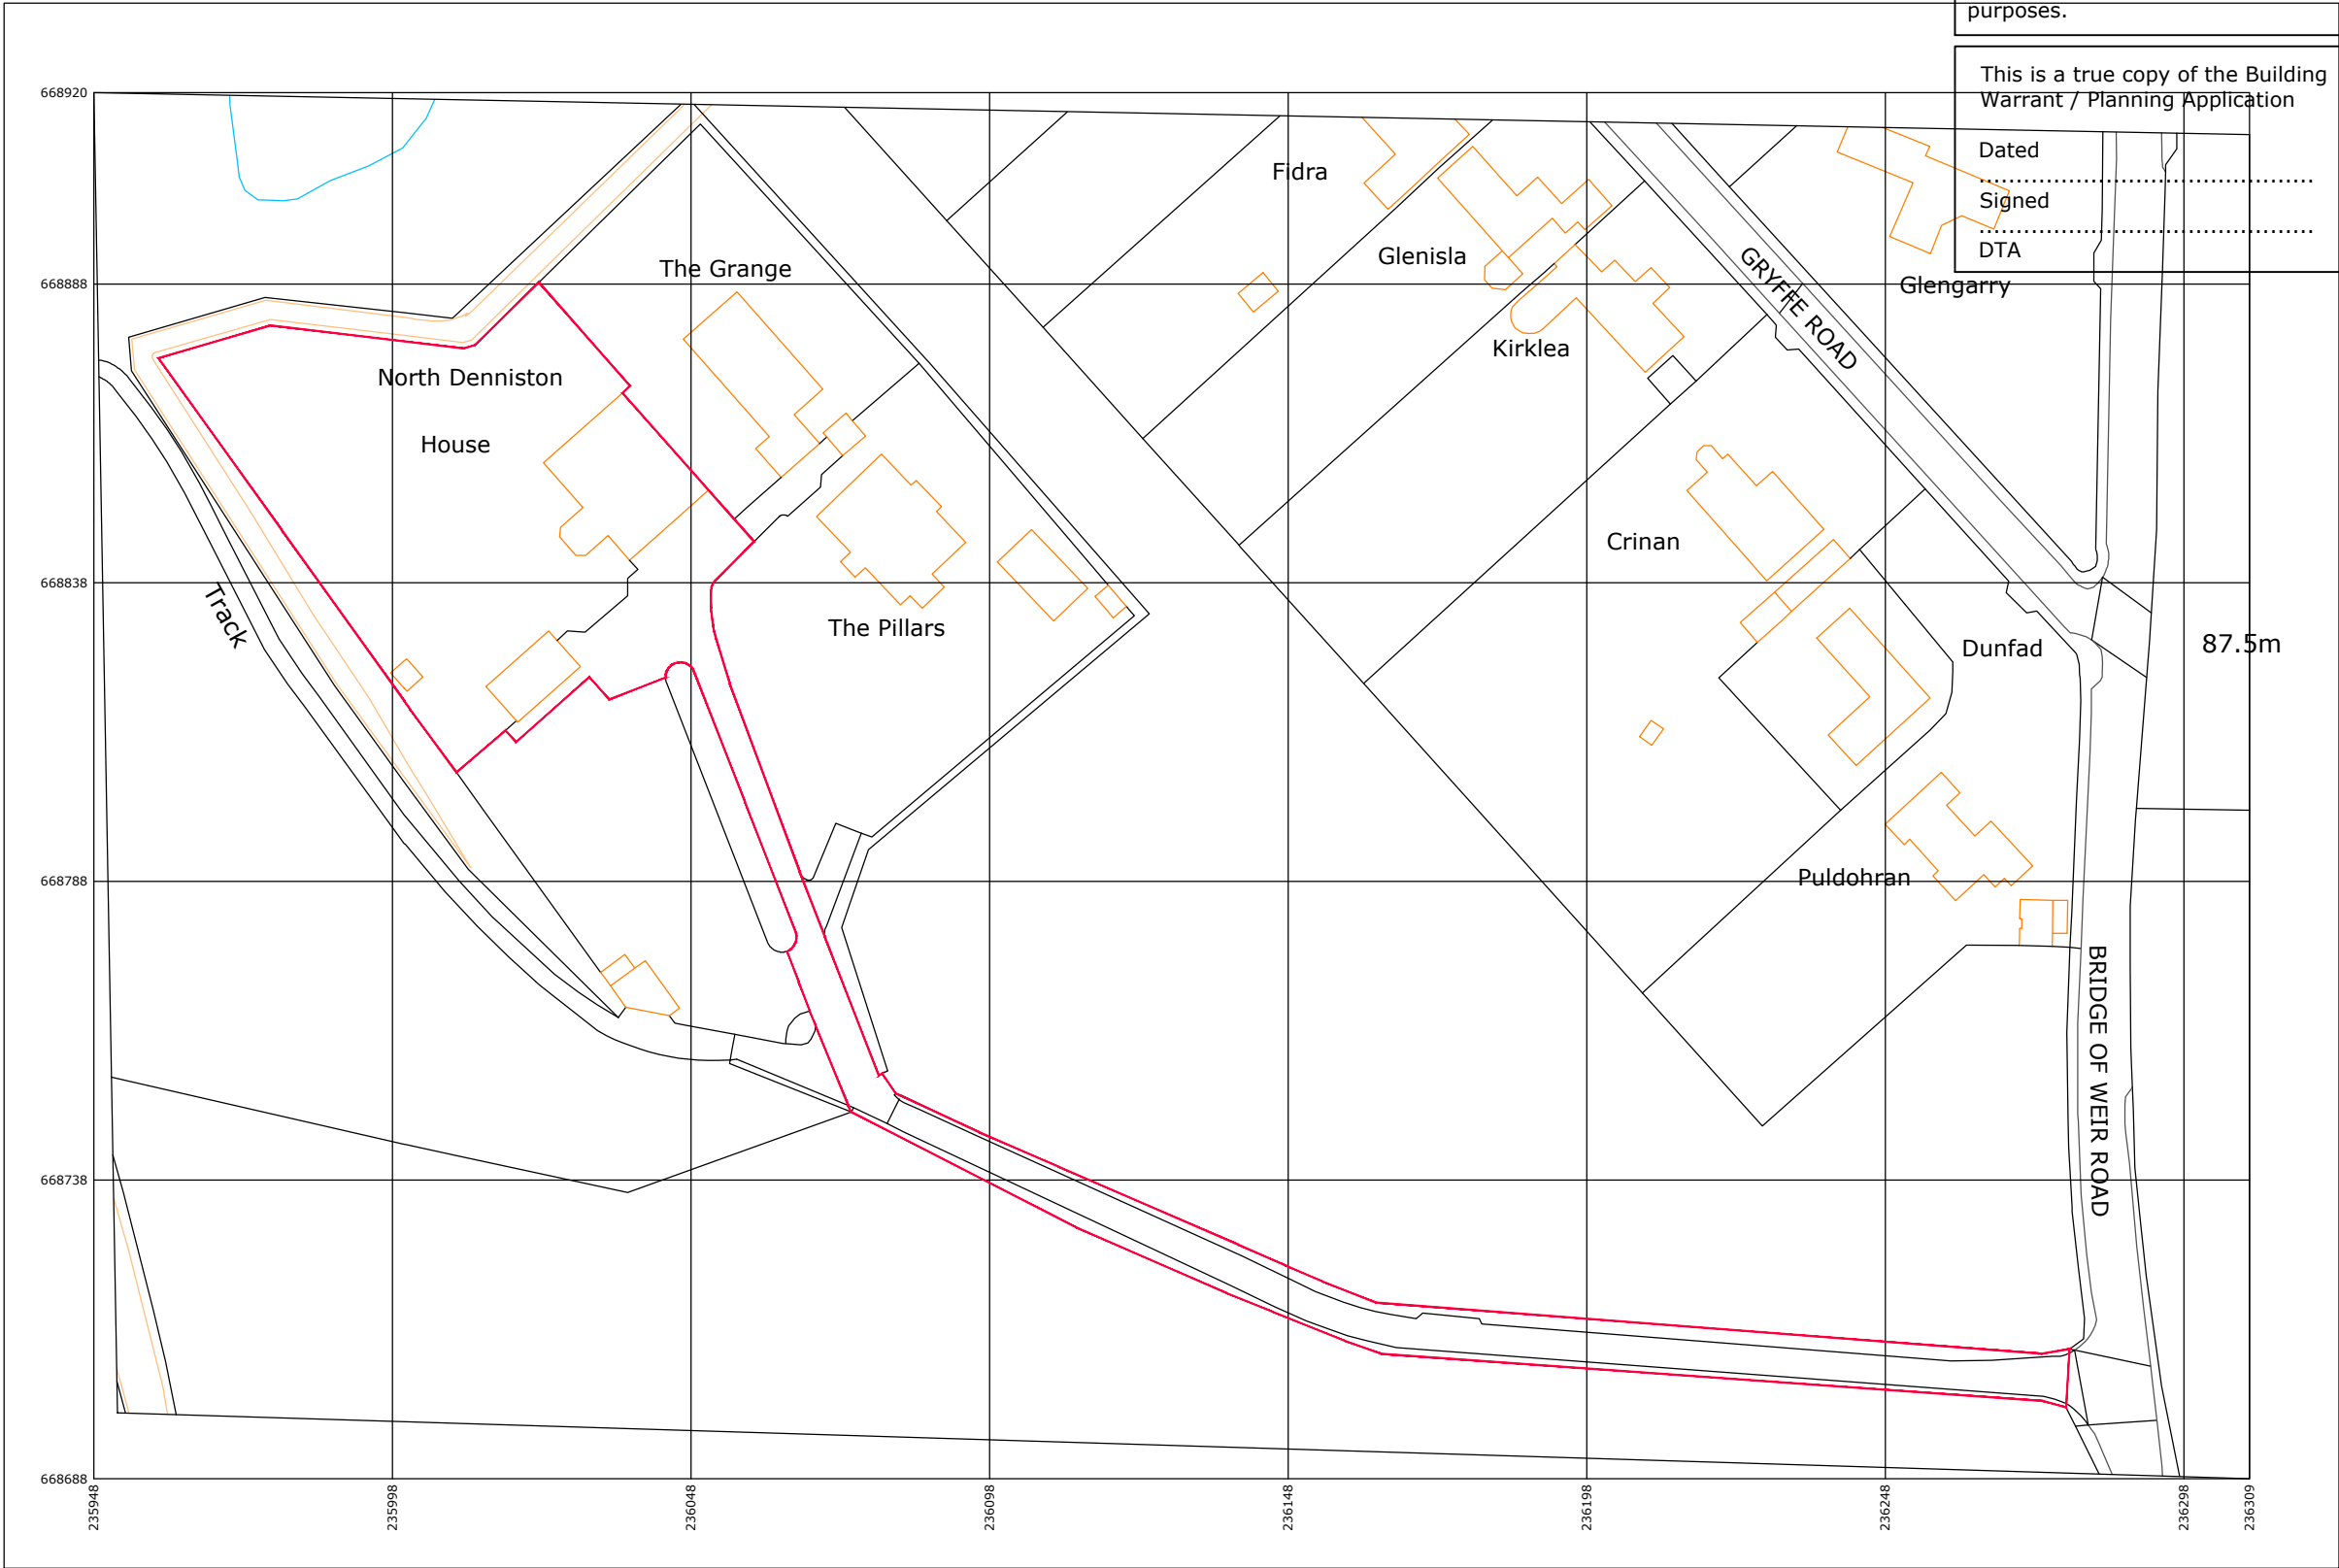 purposes.
This is a true copy of the Building
Warrant / Planning Application
Dated
Signed
DTA
668920
Fidra
The Grange
Glenisla
GRYFFE ROAD
Glengarry
668888
North Denniston
House
Kirklea
Crinan
668838
Track
The Pillars
Dunfad
87.5m
Puldohran
668788
BRIDGE OF WEIR ROAD
668738
668688
235948
235998
236048
236098
236148
236198
236248
236298
236309